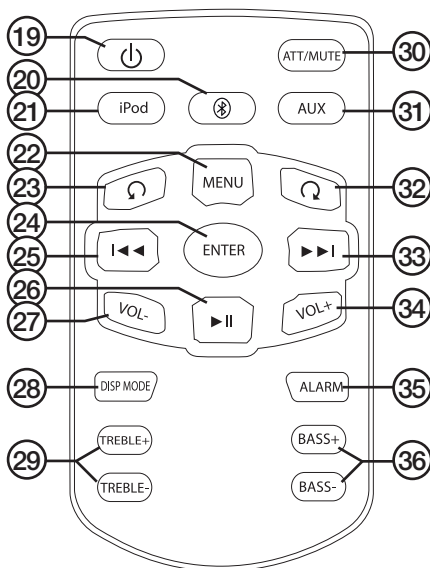 19
30
ATT/MUTE
20
21
iPod
AUX
31
22
MENU
23
32
24
ENTER
25
33
26
27
VOL-
VOL+
34
28
DISP MODE
ALARM
35
TREBLE+
BASS+
29
36
TREBLE-
BASS-